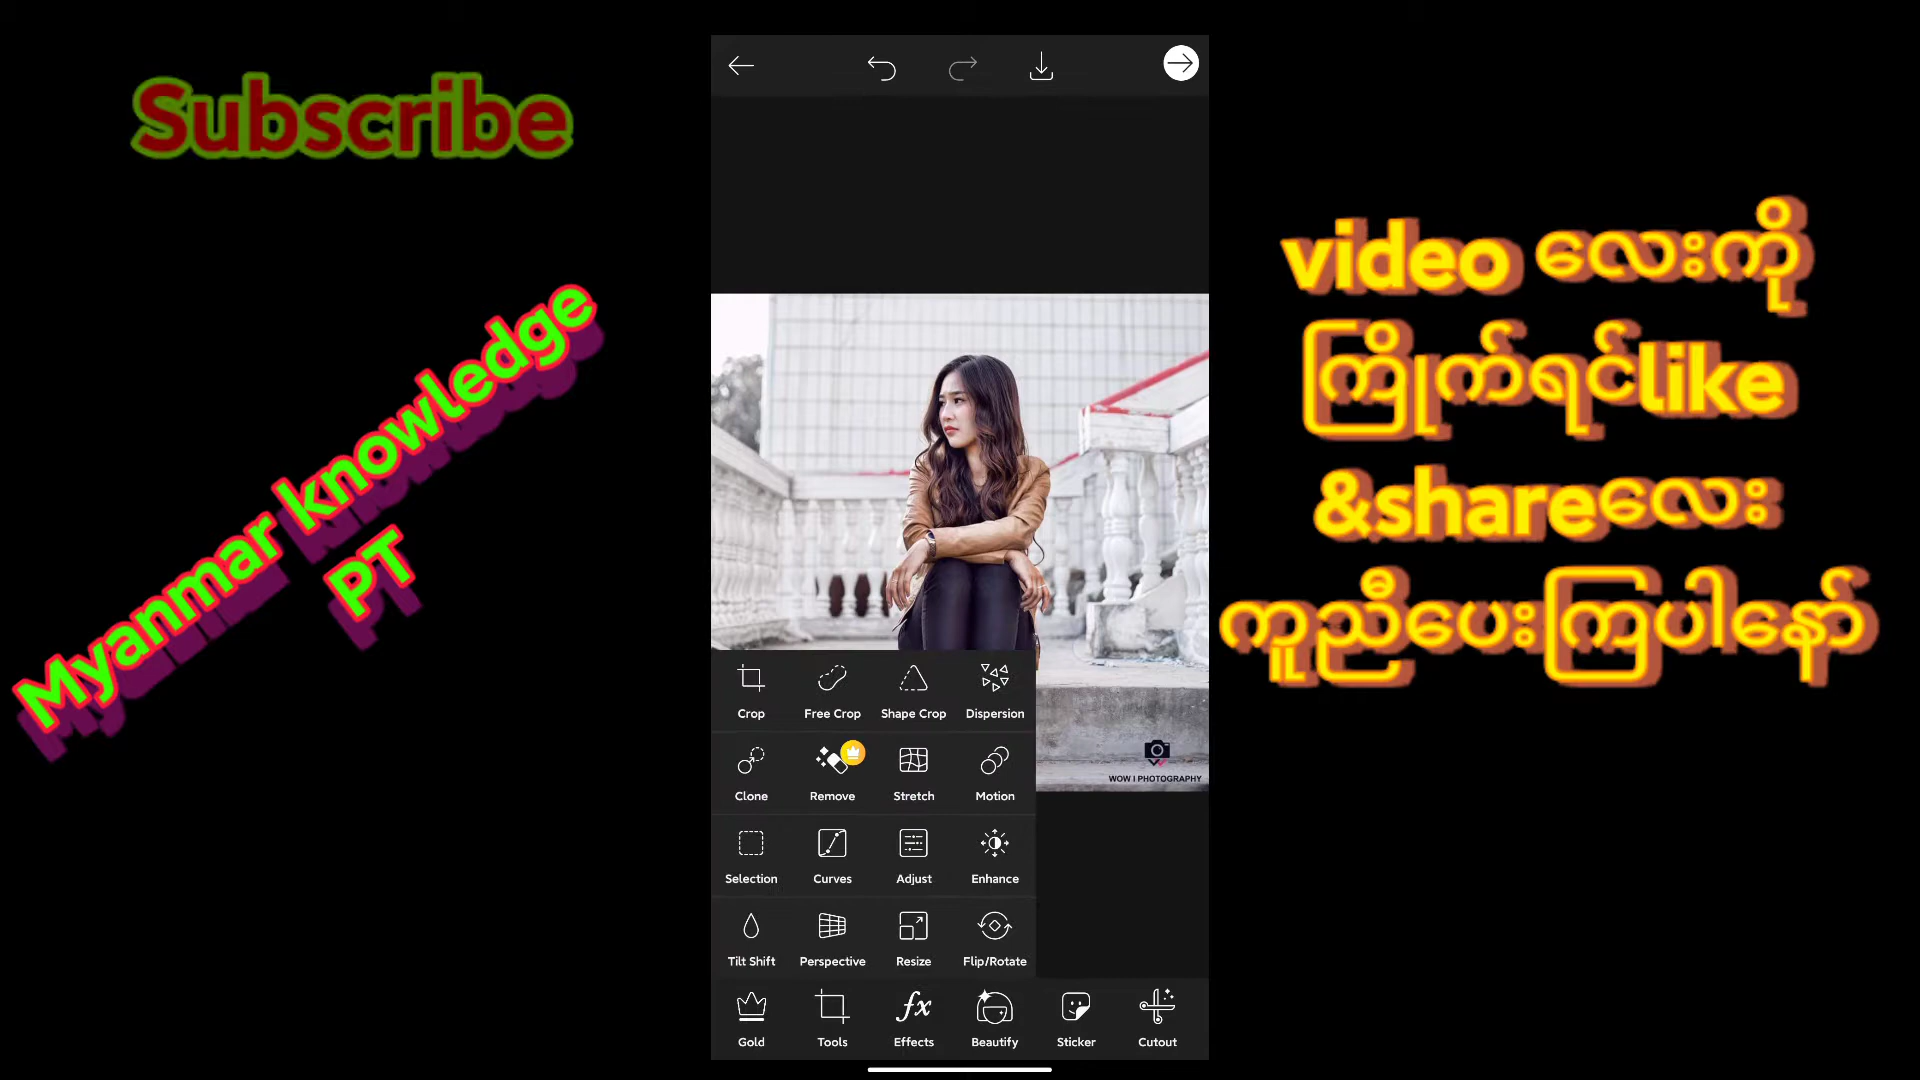 Subscribe
Myanmar knowledge
PT
video လေးကို
ကြိုက်ရင်like
&shareလေး
ကူညီပေးကြပါနော်
WOW I PHOTOGRAPHY
Crop Free Crop Shape Crop Dispersion
Clone Remove Stretch Motion
Selection Curves Adjust Enhance
Tilt Shift Perspective Resize Flip/Rotate
fx
Gold Tools Effects Beautify Sticker Cutout